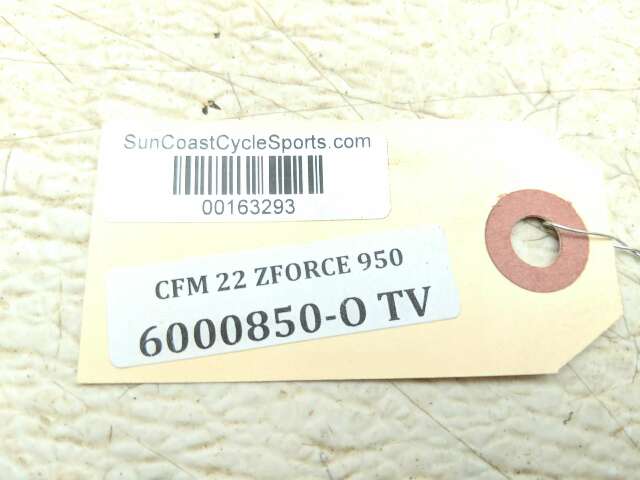 SunCoastCycleSports.com
00163293
CFM 22 ZFORCE 950
6000850-O TV